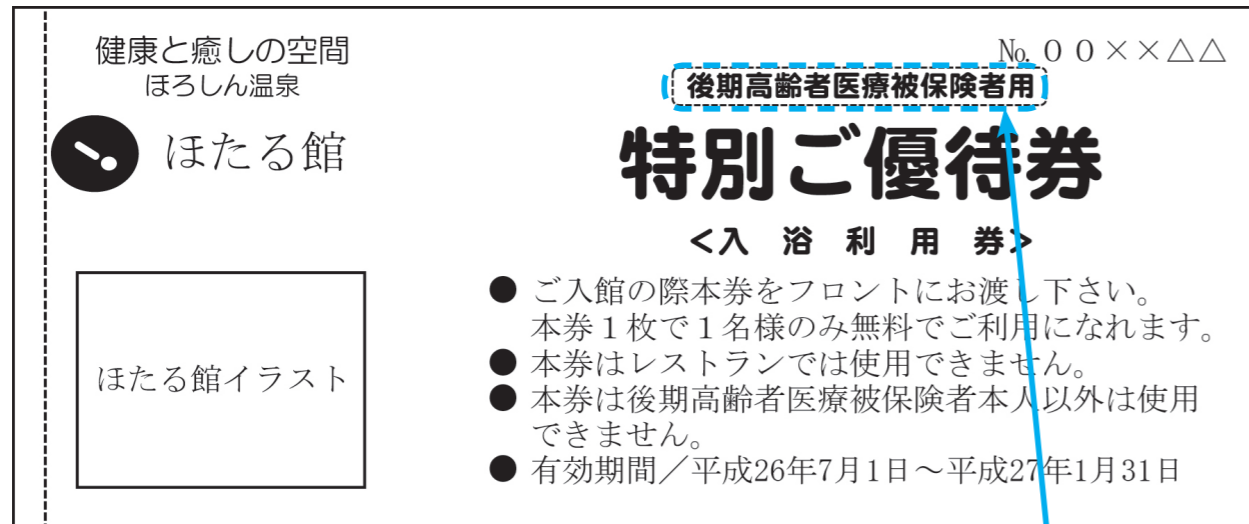 健康と癒しの空間
ほろしん温泉
ほたる館
ほたる館イラスト
№００××△△
後期高齢者医療被保険者用
特別ご優待券
<入浴利用券>
● ご入館の際本券をフロントにお渡し下さい。
本券１枚で１名様のみ無料でご利用になれます。
● 本券はレストランでは使用できません。
● 本券は後期高齢者医療被保険者本人以外は使用
できません。
● 有効期間／平成26年7月1日～平成27年1月31日